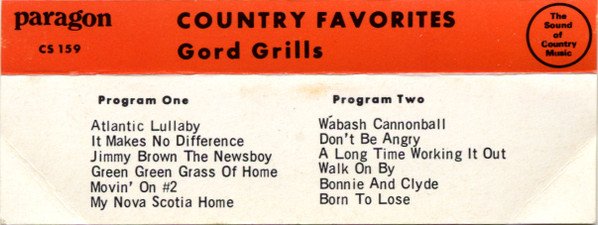 paragon
CS 159
COUNTRY FAVORITES
Gord Grills
The
Sound
of
Country
Music
Program One
Atlantic Lullaby
It Makes No Difference
Jimmy Brown The Newsboy
Green Green Grass Of Home
Movin' On #2
My Nova Scotia Home
Program Two
Wabash Cannonball
Don't Be Angry
A Long Time Working It Out
Walk On By
Bonnie And Clyde
Born To Lose